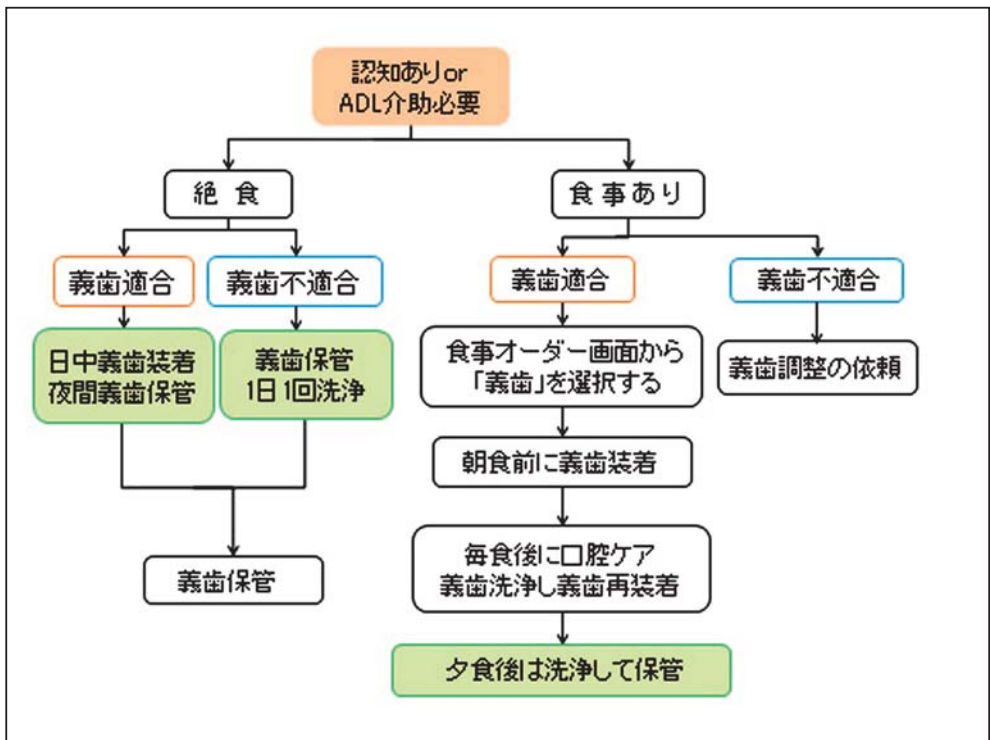 認知ありor
ADL介助必要
絶食
食事あり
義歯適合
義歯不適合
義歯適合
義歯不適合
日中義歯装着
夜間義歯保管
義歯保管
1日1回洗浄
食事オーダー画面から
「義歯」を選択する
義歯調整の依頼
朝食前に義歯装着
毎食後に口腔ケア
義歯洗浄し義歯再装着
義歯保管
夕食後は洗浄して保管